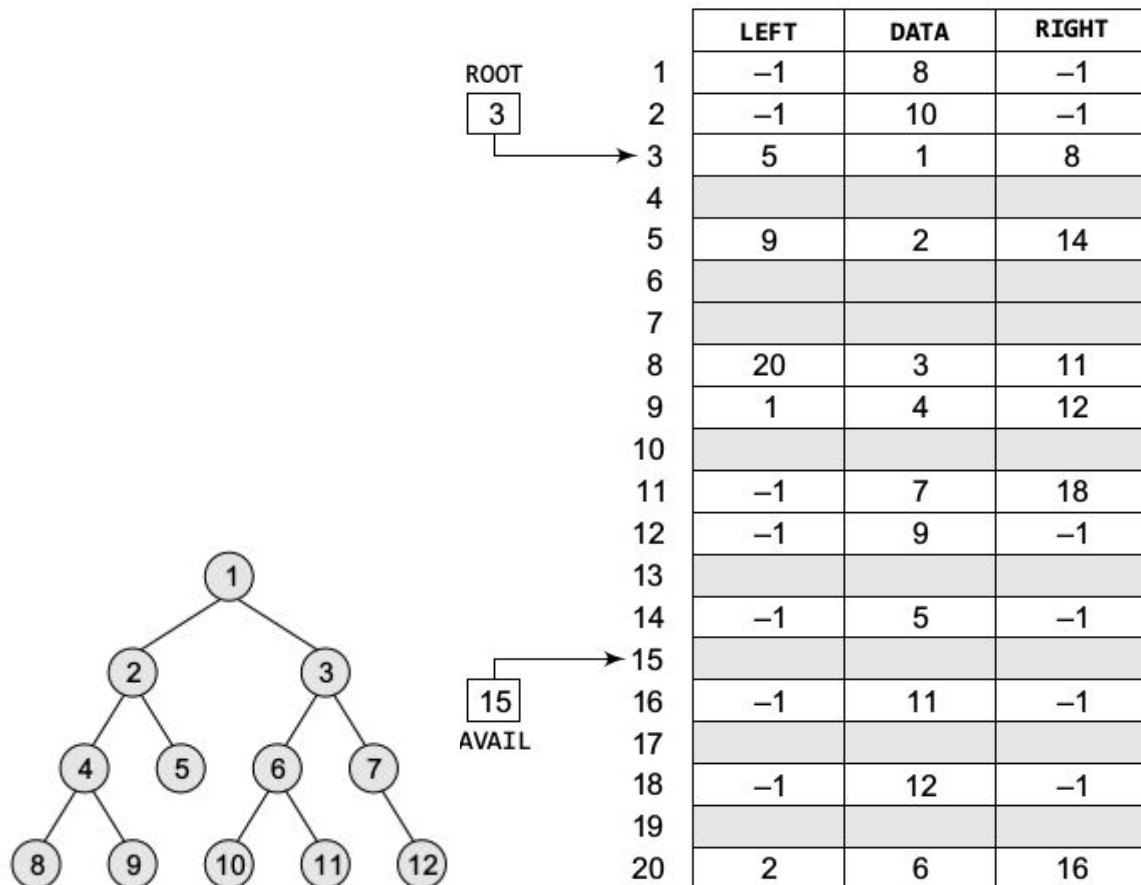 LEFT DATA RIGHT
ROOT
3
1 –1 8 –1
2 –1 10 –1
3 5 1 8
4
5 9 2 14
6
7
8 20 3 11
9 1 4 12
10
11 –1 7 18
12 –1 9 –1
13
14 –1 5 –1
15
16 –1 11 –1
17
18 –1 12 –1
19
20 2 6 16
15
AVAIL
1
2 3
4 5 6 7
8 9 10 11 12